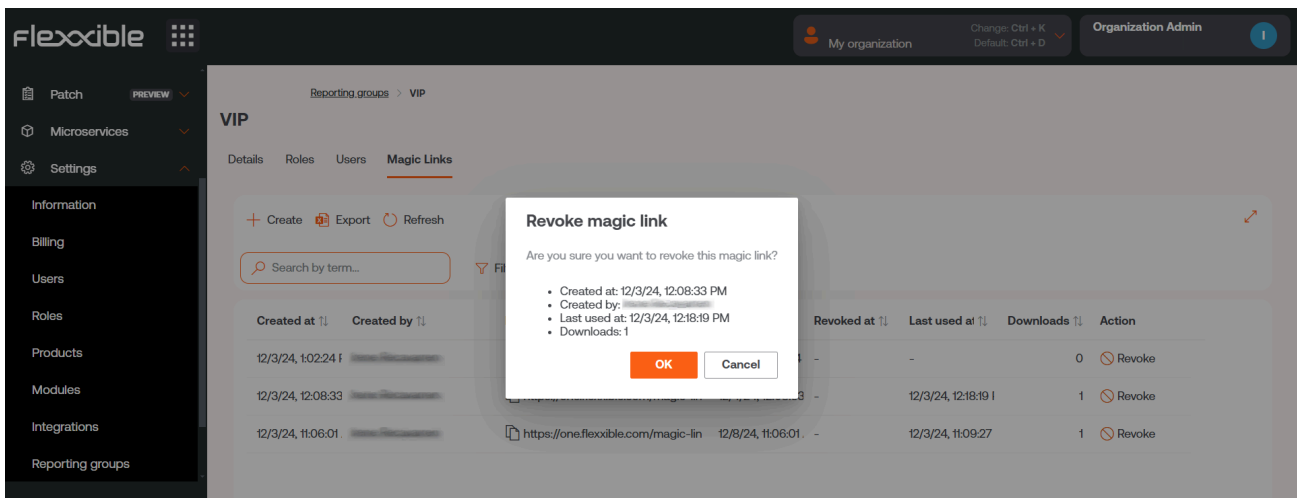 Flexxible
My organization
Change: Ctrl + K
Default: Ctrl + D
Organization Admin
I
Patch PREVIEW
Microservices
Settings
Information
Billing
Users
Roles
Products
Modules
Integrations
Reporting groups
Reporting groups > VIP
VIP
Details Roles Users Magic Links
Create Export Refresh
Search by term...
Fil
Revoke magic link
Are you sure you want to revoke this magic link?
• Created at: 12/3/24, 12:08:33 PM
• Created by:
• Last used at: 12/3/24, 12:18:19 PM
• Downloads: 1
OK Cancel
Created at Created by Revoked at Last used at Downloads Action
12/3/24, 1:02:24 - - 0 Revoke
12/3/24, 12:08:33 - 12/3/24, 12:18:19 1 Revoke
12/3/24, 11:06:01 https://one.flexxible.com/magic-lin 12/8/24, 11:06:01 - 12/3/24, 11:09:27 1 Revoke